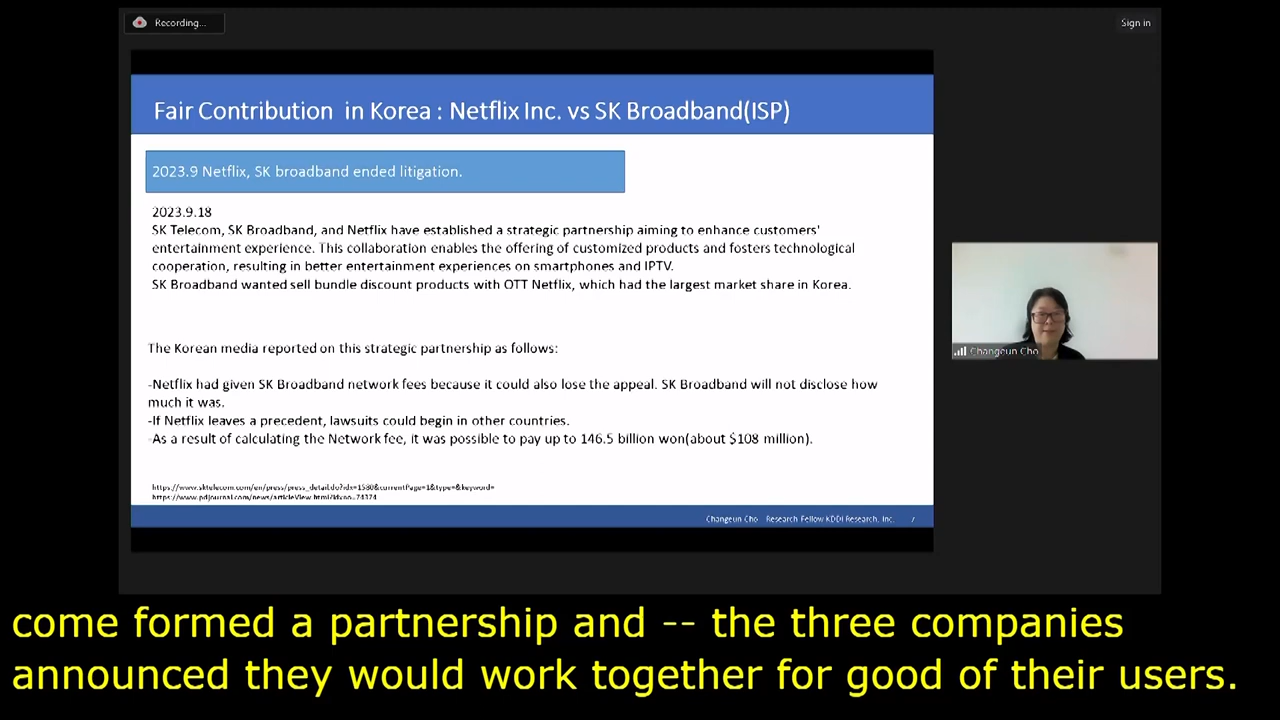 Recording...
Sign in
Fair Contribution in Korea : Netflix Inc. vs SK Broadband(ISP)
2023.9 Netflix, SK broadband ended litigation.
2023.9.18
SK Telecom, SK Broadband, and Netflix have established a strategic partnership aiming to enhance customers'
entertainment experience. This collaboration enables the offering of customized products and fosters technological
cooperation, resulting in better entertainment experiences on smartphones and IPTV.
SK Broadband wanted sell bundle discount products with OTT Netflix, which had the largest market share in Korea.
The Korean media reported on this strategic partnership as follows:
-Netflix had given SK Broadband network fees because it could also lose the appeal. SK Broadband will not disclose how
much it was.
-If Netflix leaves a precedent, lawsuits could begin in other countries.
-As a result of calculating the Network fee, it was possible to pay up to 146.5 billion won(about $108 million).
https://www.sktelecom.com/en/press/press_detail.do?idx=1580&currentPage=1&type=&keyword=
https://www.pdjournal.com/news/articleView.html?idxno=74374
Changeun Cho Research Fellow KDDI Research, Inc. 7
Changeun Cho
come formed a partnership and -- the three companies
announced they would work together for good of their users.